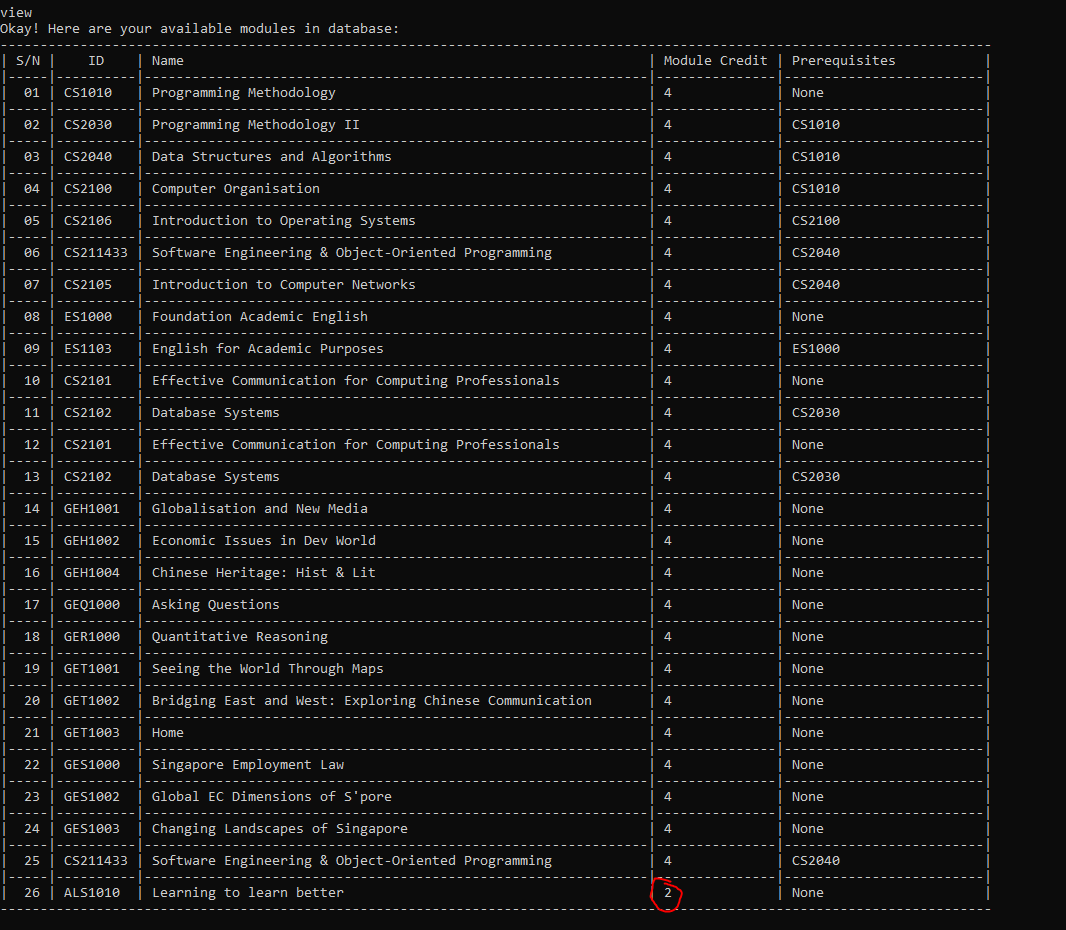 view
Okay! Here are your available modules in database:
| S/N | ID | Name | Module Credit | Prerequisites |
| 01 | CS1010 | Programming Methodology | 4 | None |
| 02 | CS2030 | Programming Methodology II | 4 | CS1010 |
| 03 | CS2040 | Data Structures and Algorithms | 4 | CS1010 |
| 04 | CS2100 | Computer Organisation | 4 | CS1010 |
| 05 | CS2106 | Introduction to Operating Systems | 4 | CS2100 |
| 06 | CS211433 | Software Engineering & Object-Oriented Programming | 4 | CS2040 |
| 07 | CS2105 | Introduction to Computer Networks | 4 | CS2040 |
| 08 | ES1000 | Foundation Academic English | 4 | None |
| 09 | ES1103 | English for Academic Purposes | 4 | ES1000 |
| 10 | CS2101 | Effective Communication for Computing Professionals | 4 | None |
| 11 | CS2102 | Database Systems | 4 | CS2030 |
| 12 | CS2101 | Effective Communication for Computing Professionals | 4 | None |
| 13 | CS2102 | Database Systems | 4 | CS2030 |
| 14 | GEH1001 | Globalisation and New Media | 4 | None |
| 15 | GEH1002 | Economic Issues in Dev World | 4 | None |
| 16 | GEH1004 | Chinese Heritage: Hist & Lit | 4 | None |
| 17 | GEQ1000 | Asking Questions | 4 | None |
| 18 | GER1000 | Quantitative Reasoning | 4 | None |
| 19 | GET1001 | Seeing the World Through Maps | 4 | None |
| 20 | GET1002 | Bridging East and West: Exploring Chinese Communication | 4 | None |
| 21 | GET1003 | Home | 4 | None |
| 22 | GES1000 | Singapore Employment Law | 4 | None |
| 23 | GES1002 | Global EC Dimensions of S'pore | 4 | None |
| 24 | GES1003 | Changing Landscapes of Singapore | 4 | None |
| 25 | CS211433 | Software Engineering & Object-Oriented Programming | 4 | CS2040 |
| 26 | ALS1010 | Learning to learn better | 2 | None |